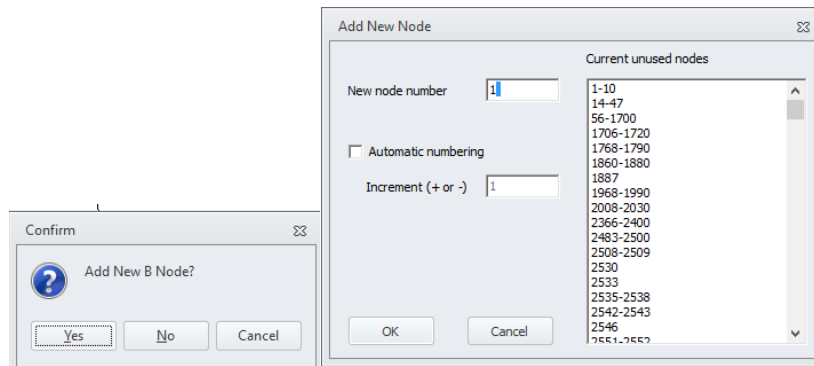 Confirm
Add New B Node?
Yes
No
Cancel
Add New Node
Current unused nodes
New node number
1
Automatic numbering
Increment (+ or -)
1
1-10
14-47
56-1700
1706-1720
1768-1790
1860-1880
1887
1968-1990
2008-2030
2366-2400
2483-2500
2508-2509
2530
2533
2535-2538
2542-2543
2546
2551-2552
OK
Cancel